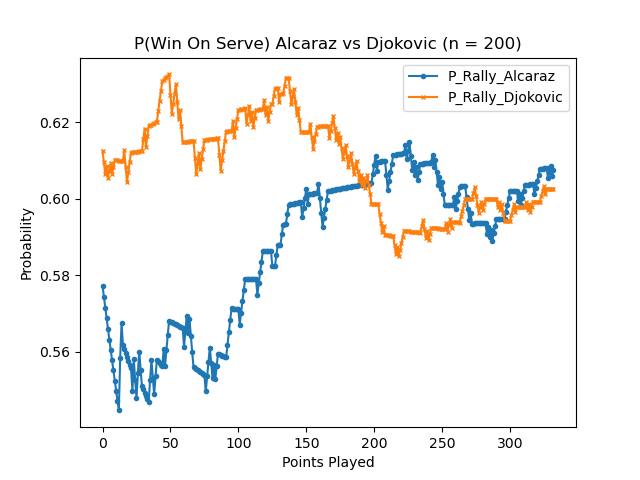 P(Win On Serve) Alcaraz vs Djokovic (n = 200)
P_Rally_Alcaraz
P_Rally_Djokovic
0.62
0.60
0.58
0.56
Probability
0 50 100 150 200 250 300
Points Played